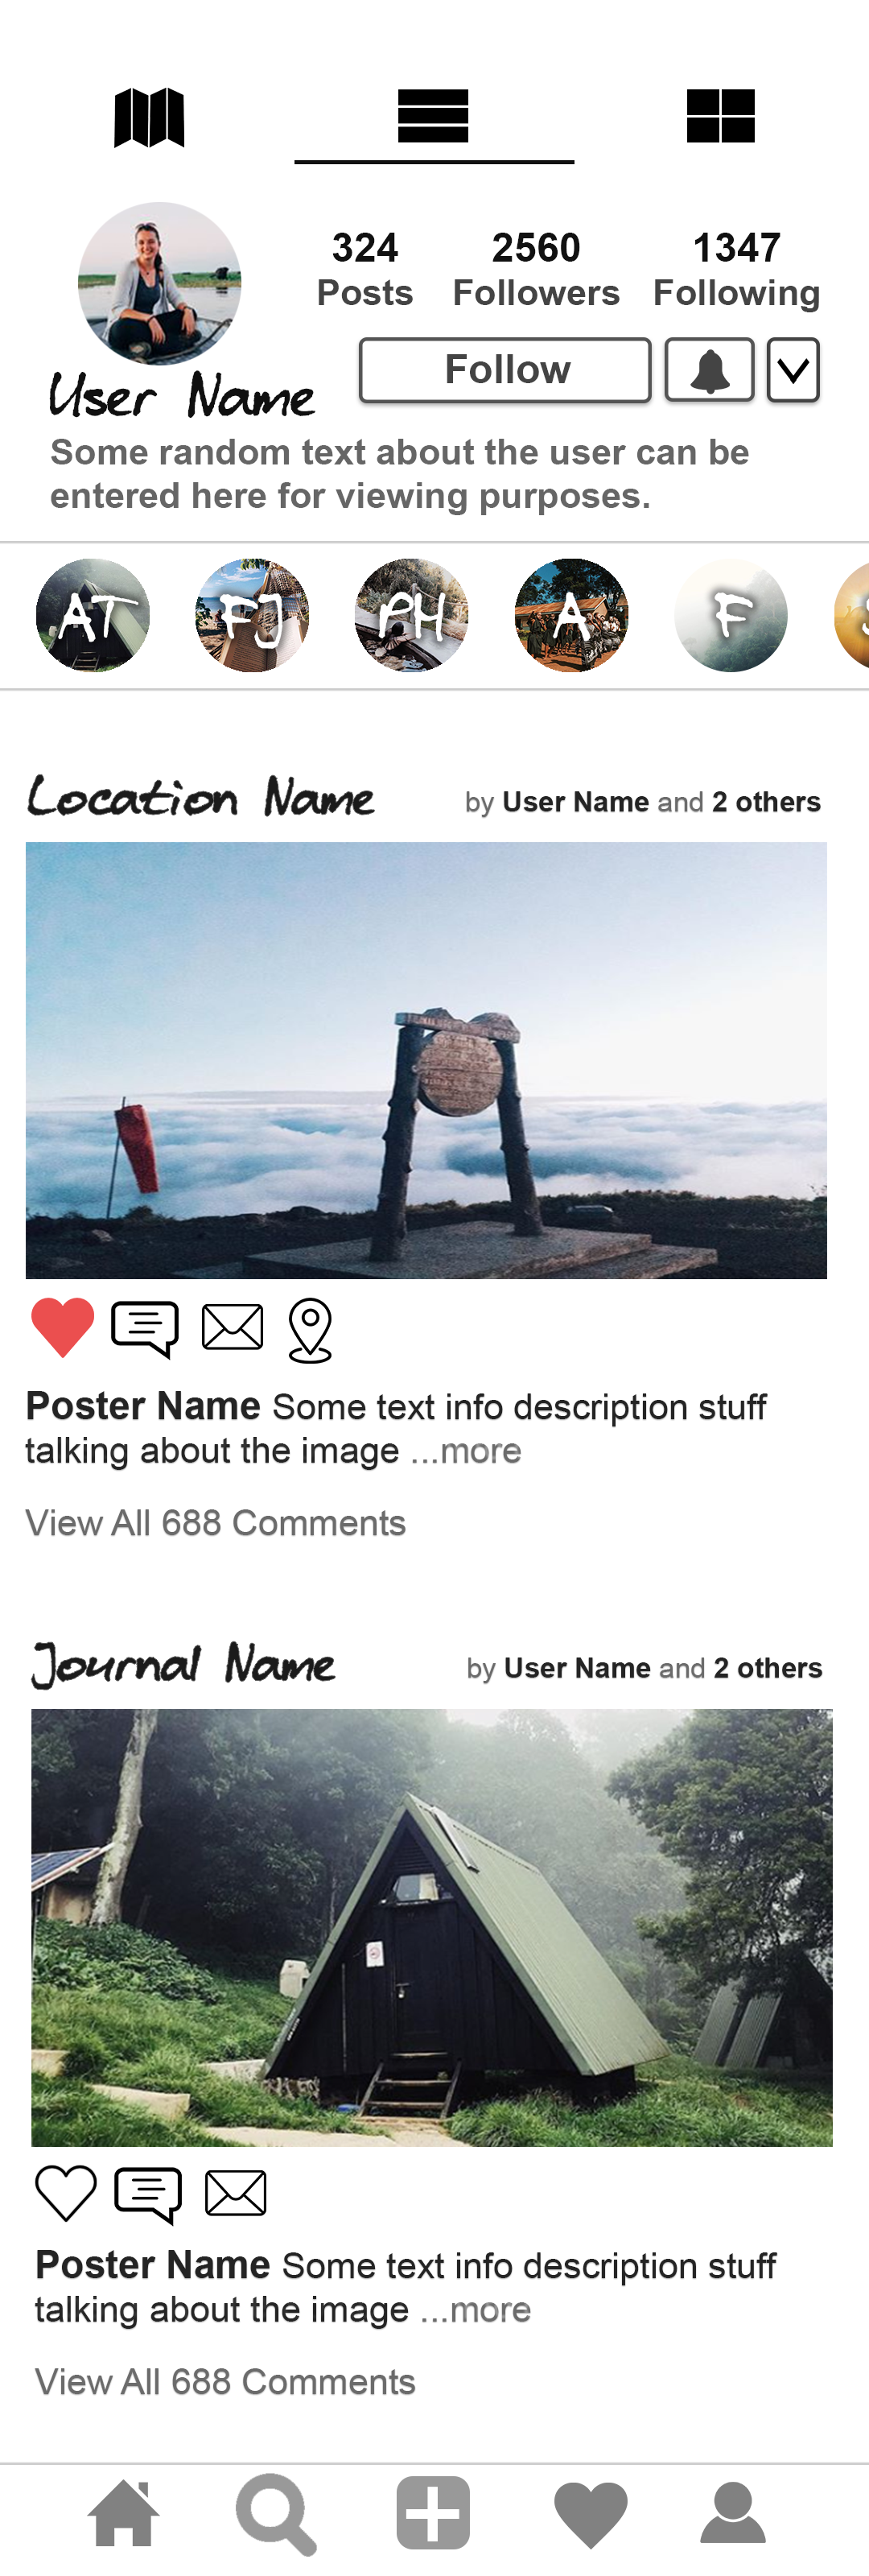 324 2560 1347
Posts Followers Following
Follow
User Name
Some random text about the user can be
entered here for viewing purposes.
AT FJ PH A F
Location Name by User Name and 2 others
Poster Name Some text info description stuff
talking about the image ...more
View All 688 Comments
Journal Name by User Name and 2 others
Poster Name Some text info description stuff
talking about the image ...more
View All 688 Comments